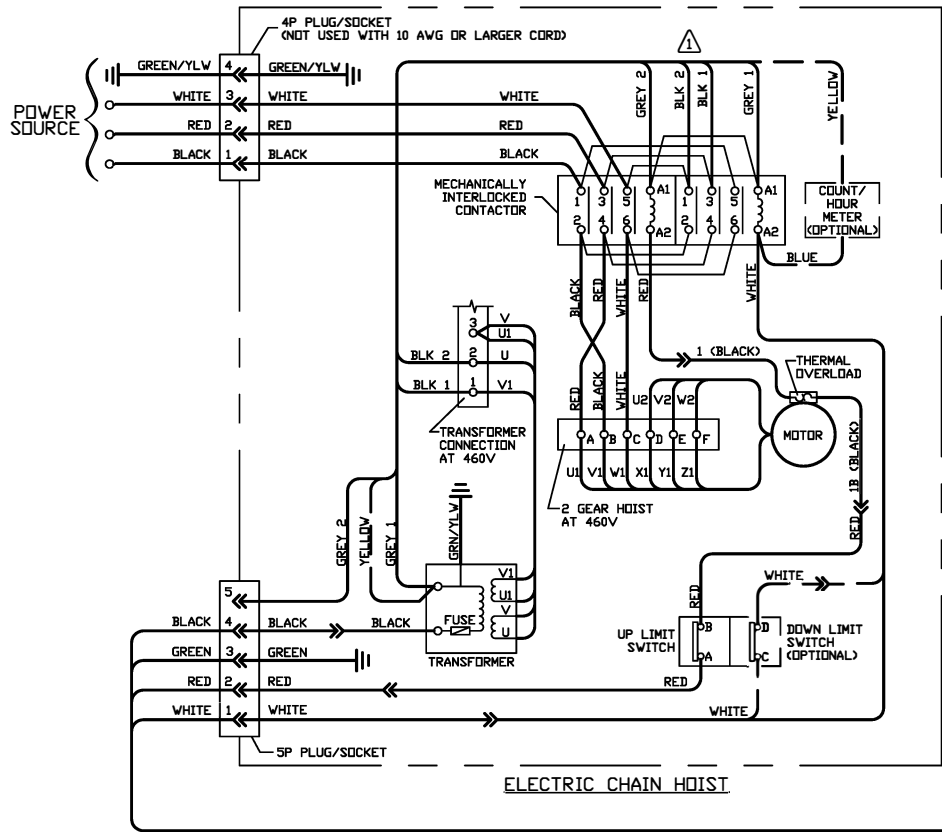 4P PLUG/SOCKET
(NOT USED WITH 10 AWG OR LARGER CORD)
GREEN/YLW 4 GREEN/YLW
WHITE 3 WHITE WHITE
RED 2 RED RED
BLACK 1 BLACK BLACK
POWER
SOURCE
1
GREY 2
BLK 2
BLK 1
GREY 1
YELLOW
MECHANICALLY
INTERLOCKED
CONTACTOR
1 3 5 A1 1 3 5 A1
2 4 6 A2 2 4 6 A2
COUNT/
HOUR
METER
(OPTIONAL)
BLUE
BLACK
RED
WHITE
RED
WHITE
3
V
U1
BLK 2 2 U
BLK 1 1 V1
TRANSFORMER
CONNECTION
AT 460V
1 (BLACK)
THERMAL
OVERLOAD
RED
BLACK
WHITE
U2 V2 W2
A B C D E F
U1 V1 W1 X1 Y1 Z1
MOTOR
1B (BLACK)
RED
2 GEAR HOIST
AT 460V
GREY 2
YELLOW
GREY 1
GRN/YLW
V1
U1
V
U
FUSE
TRANSFORMER
5
BLACK 4 BLACK BLACK
GREEN 3 GREEN
RED 2 RED RED
WHITE 1 WHITE WHITE
5P PLUG/SOCKET
RED
WHITE
UP LIMIT
SWITCH
B
A
D
C
DOWN LIMIT
SWITCH
(OPTIONAL)
ELECTRIC CHAIN HOIST